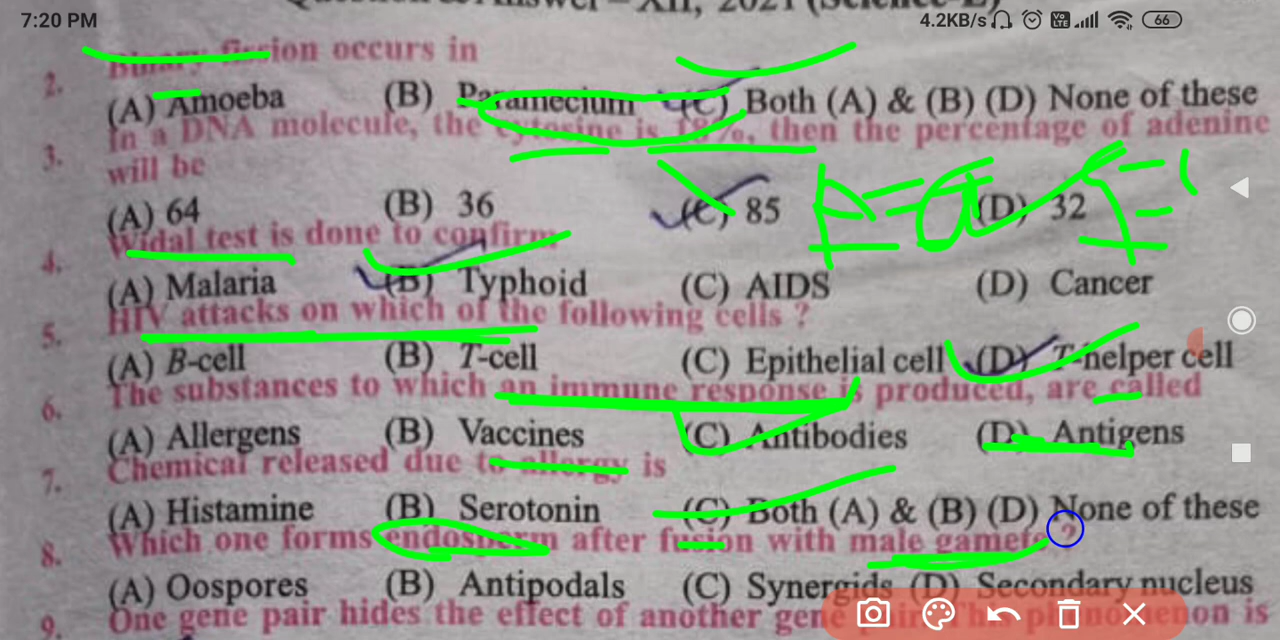 7:20 PM 4.2KB/s 66
XII, 2021
2. Binary fission occurs in
(A) Amoeba (B) Paramecium (C) Both (A) & (B) (D) None of these
3. In a DNA molecule, the cytosine is 18%, then the percentage of adenine
will be
(A) 64 (B) 36 (C) 85 (D) 32
4. Widal test is done to confirm
(A) Malaria (B) Typhoid (C) AIDS (D) Cancer
5. HIV attacks on which of the following cells ?
(A) B-cell (B) T-cell (C) Epithelial cell (D) T-helper cell
6. The substances to which an immune response is produced, are called
(A) Allergens (B) Vaccines (C) Antibodies (D) Antigens
7. Chemical released due to allergy is
(A) Histamine (B) Serotonin (C) Both (A) & (B) (D) None of these
8. Which one forms endosperm after fusion with male gamete ?
(A) Oospores (B) Antipodals (C) Synergids (D) Secondary nucleus
9. One gene pair hides the effect of another gene is